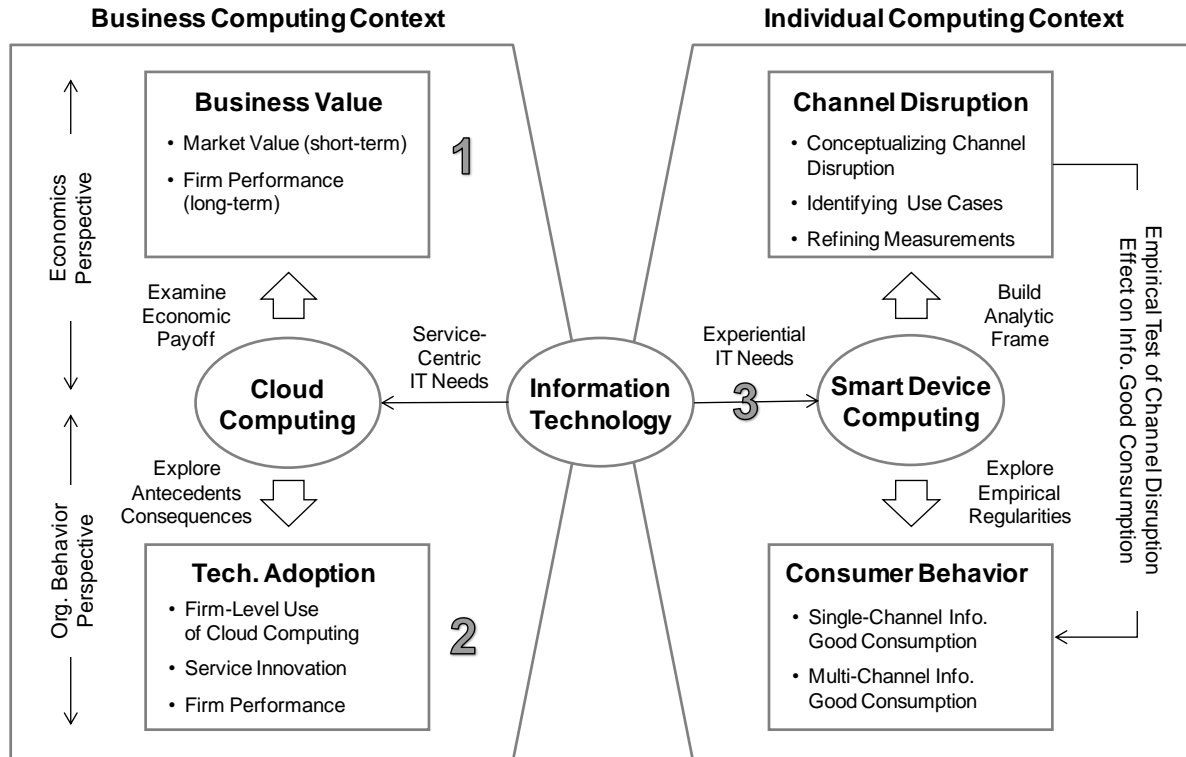 Business Computing Context
Individual Computing Context
Economics
Perspective
Org. Behavior
Perspective
Business Value
• Market Value (short-term)
• Firm Performance
(long-term)
1
Examine
Economic
Payoff
Cloud
Computing
Service-
Centric
IT Needs
Explore
Antecedents
Consequences
Tech. Adoption
• Firm-Level Use
of Cloud Computing
• Service Innovation
• Firm Performance
2
Information
Technology
Experiential
IT Needs
3
Channel Disruption
• Conceptualizing Channel
Disruption
• Identifying Use Cases
• Refining Measurements
Build
Analytic
Frame
Smart Device
Computing
Explore
Empirical
Regularities
Consumer Behavior
• Single-Channel Info.
Good Consumption
• Multi-Channel Info.
Good Consumption
Empirical Test of Channel Disruption
Effect on Info. Good Consumption